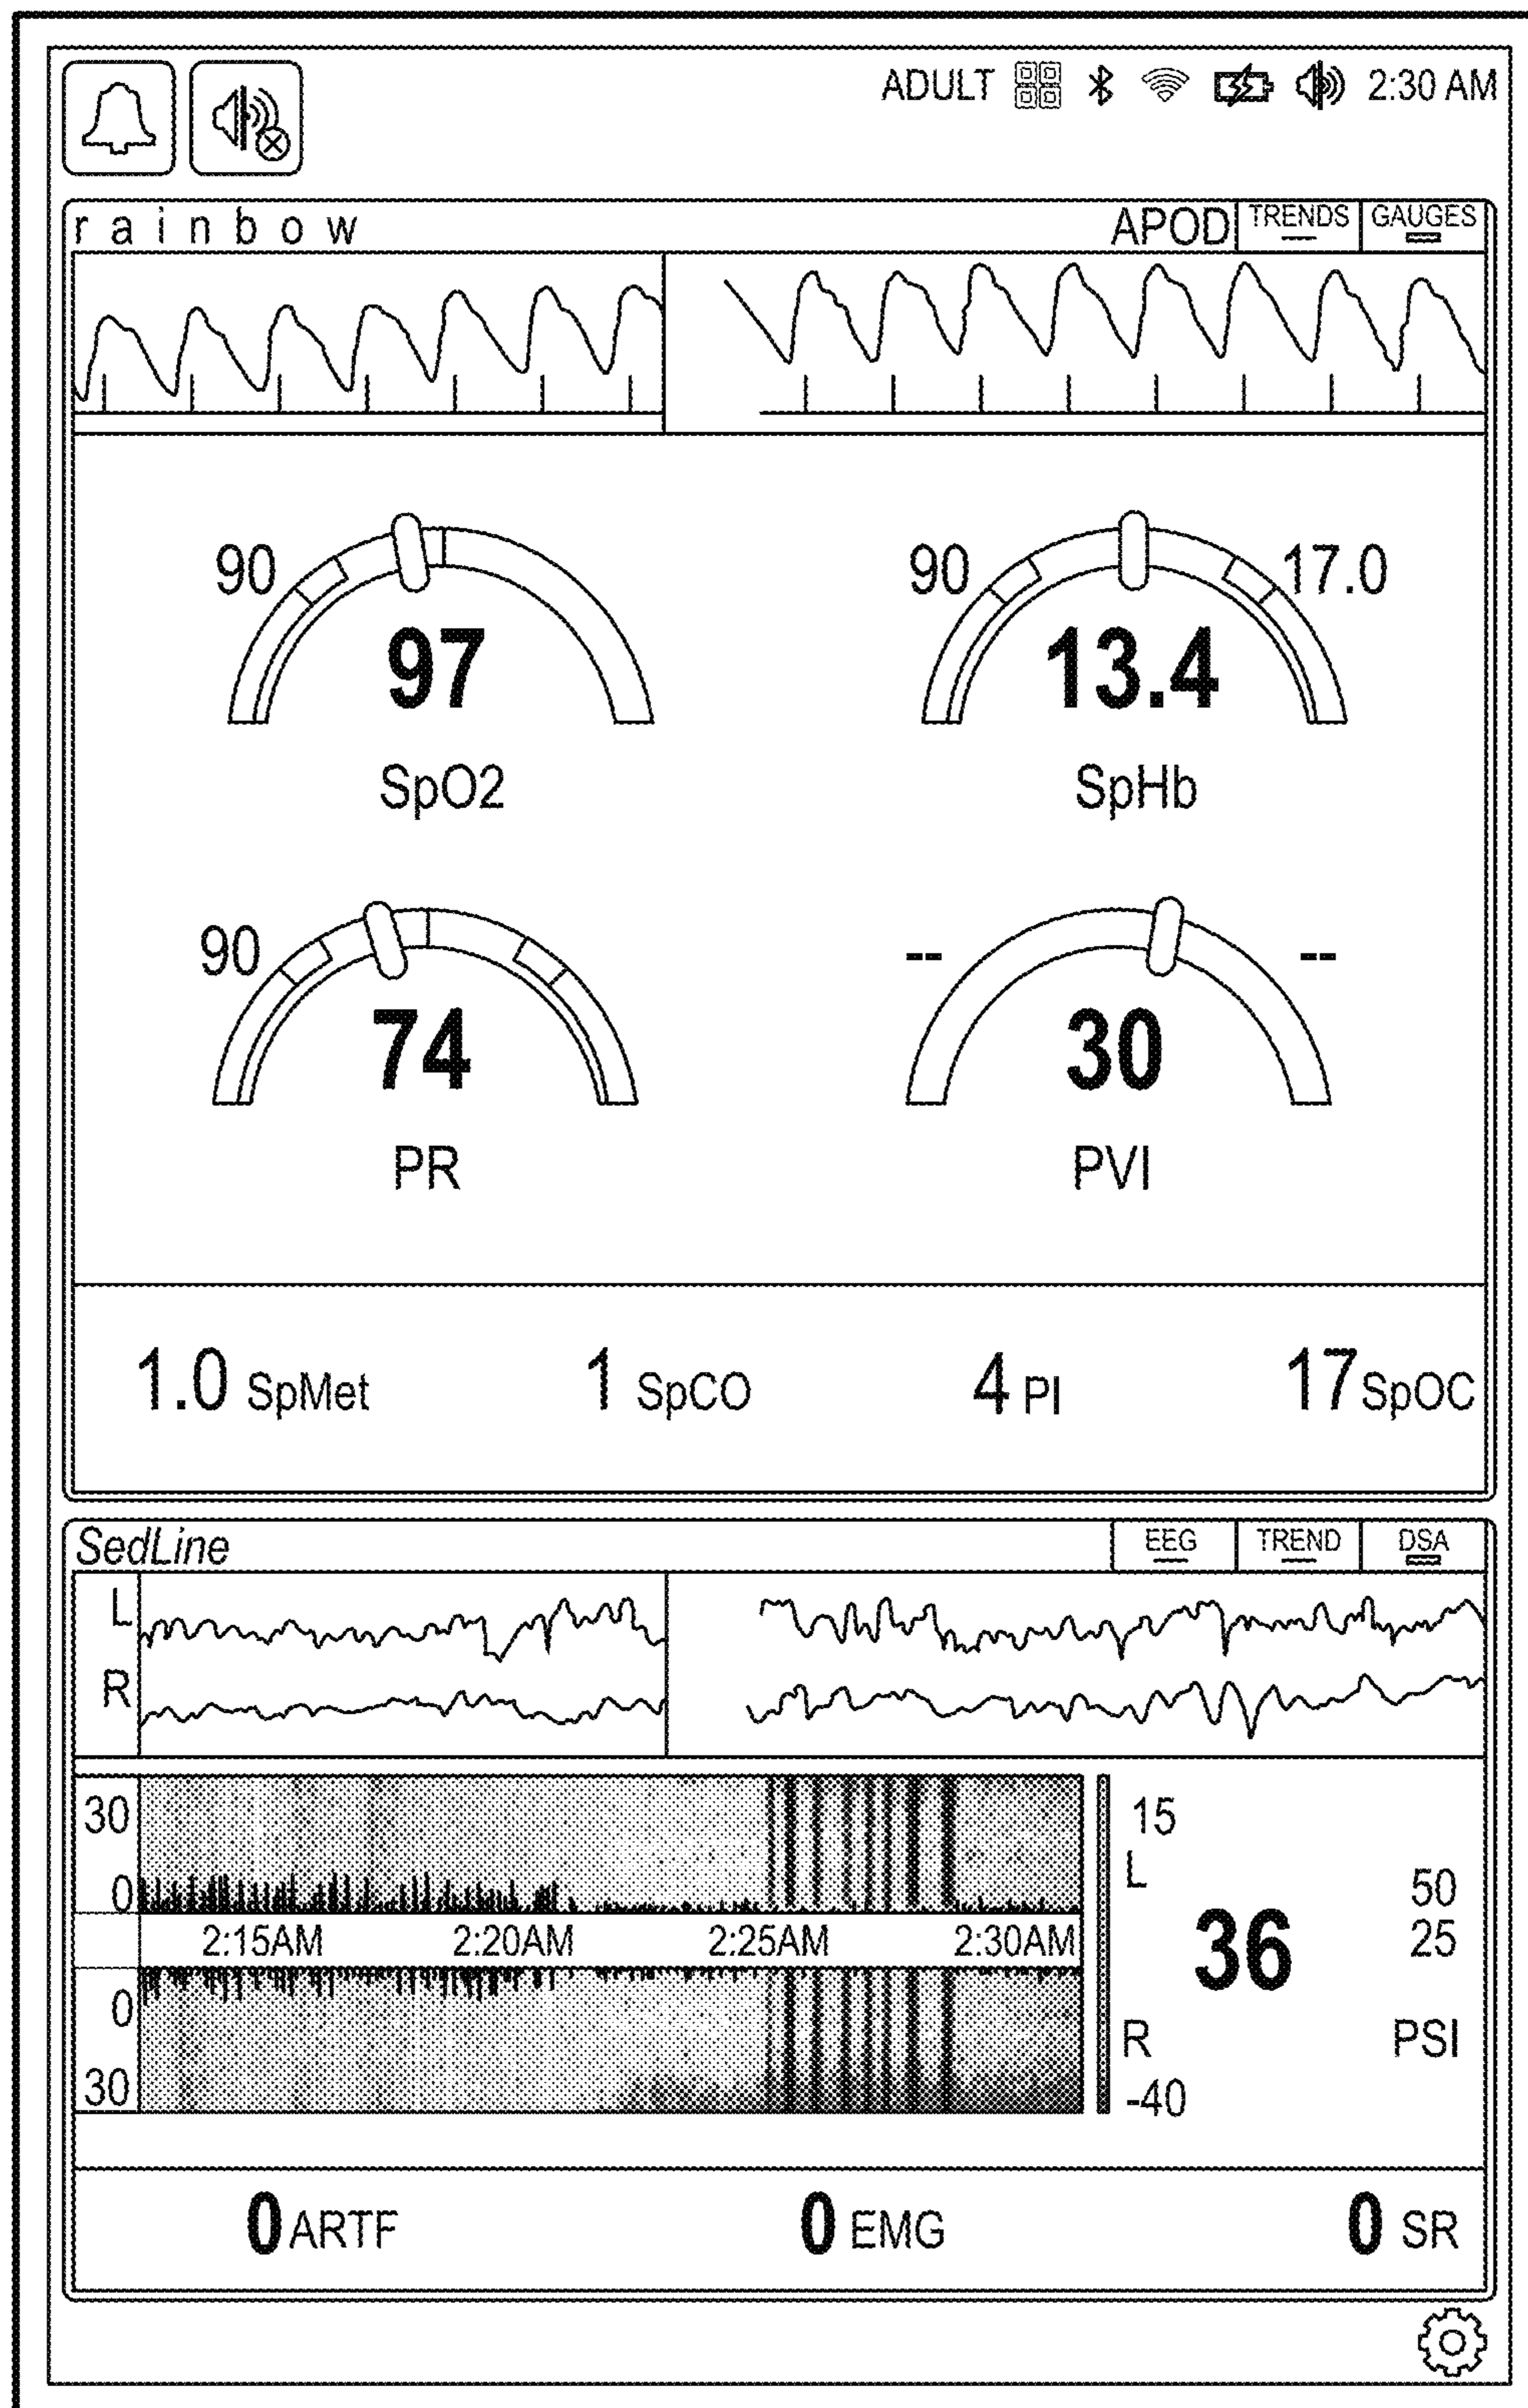 ADULT 2:30 AM
rainbow APOD TRENDS GAUGES
90 97 SpO2
90 17.0 13.4 SpHb
90 74 PR
-- -- 30 PVI
1.0 SpMet 1 SpCO 4 PI 17 SpOC
SedLine EEG TREND DSA
L
R
30
0
2:15AM 2:20AM 2:25AM 2:30AM
0
30
15
L
36
50
25
R
PSI
-40
0 ARTF 0 EMG 0 SR